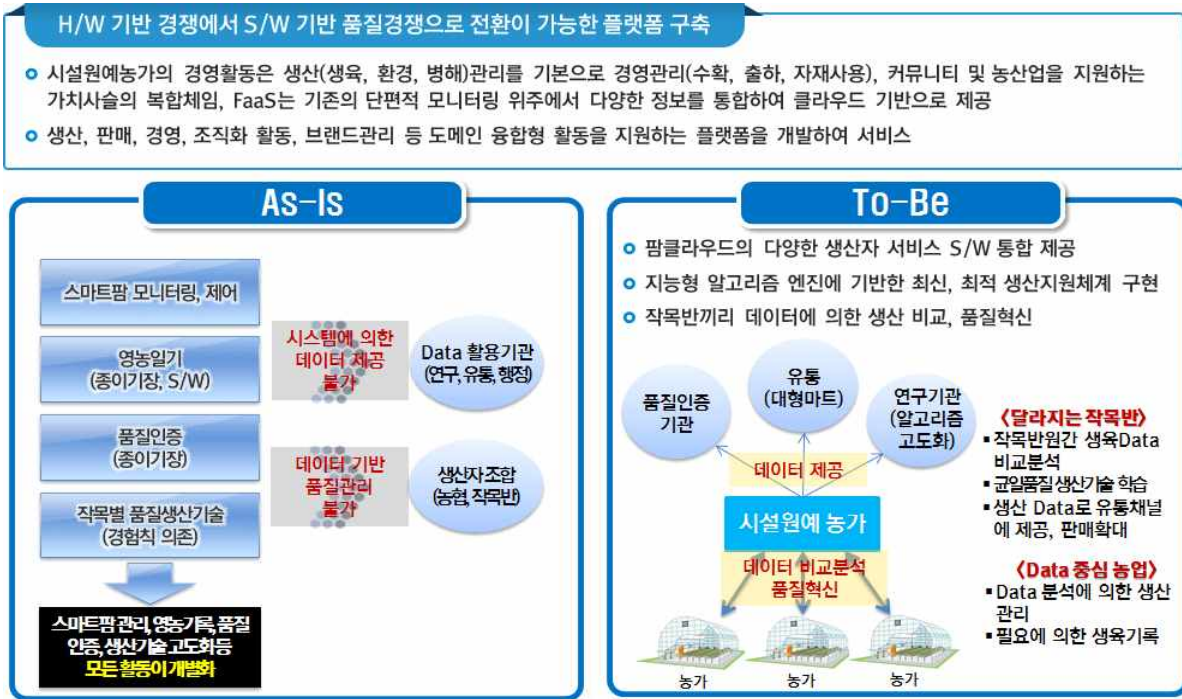 H/W 기반 경쟁에서 S/W 기반 품질경쟁으로 전환이 가능한 플랫폼 구축
시설원예농가의 경영활동은 생산(생육, 환경, 병해)관리를 기본으로 경영관리(수확, 출하, 자재사용), 커뮤니티 및 농산업을 지원하는
가치사슬의 복합체임, FaaS는 기존의 단편적 모니터링 위주에서 다양한 정보를 통합하여 클라우드 기반으로 제공
생산, 판매, 경영, 조직화 활동, 브랜드관리 등 도메인 융합형 활동을 지원하는 플랫폼을 개발하여 서비스
As-Is
스마트팜 모니터링, 제어
영농일기
(종이기장, S/W)
품질인증
(종이기장)
작목별 품질생산기술
(경험칙 의존)
스마트팜 관리, 영농기록, 품질
인증, 생산기술 고도화 등
모든 활동이 개별화
시스템에 의한
데이터 제공
불가
Data 활용기관
(연구, 유통, 행정)
데이터 기반
품질관리
불가
생산자 조합
(농협, 작목반)
To-Be
팜클라우드의 다양한 생산자 서비스 S/W 통합 제공
지능형 알고리즘 엔진에 기반한 최신, 최적 생산지원체계 구현
작목반끼리 데이터에 의한 생산 비교, 품질혁신
품질인증
기관
유통
(대형마트)
연구기관
(알고리즘
고도화)
데이터 제공
시설원예 농가
데이터 비교분석
품질혁신
농가
농가
농가
〈달라지는 작목반〉
▪작목반원간 생육Data
비교분석
▪균일품질 생산기술 학습
▪생산 Data로 유통채널
에 제공, 판매확대
〈Data 중심 농업〉
▪Data 분석에 의한 생산
관리
▪필요에 의한 생육기록